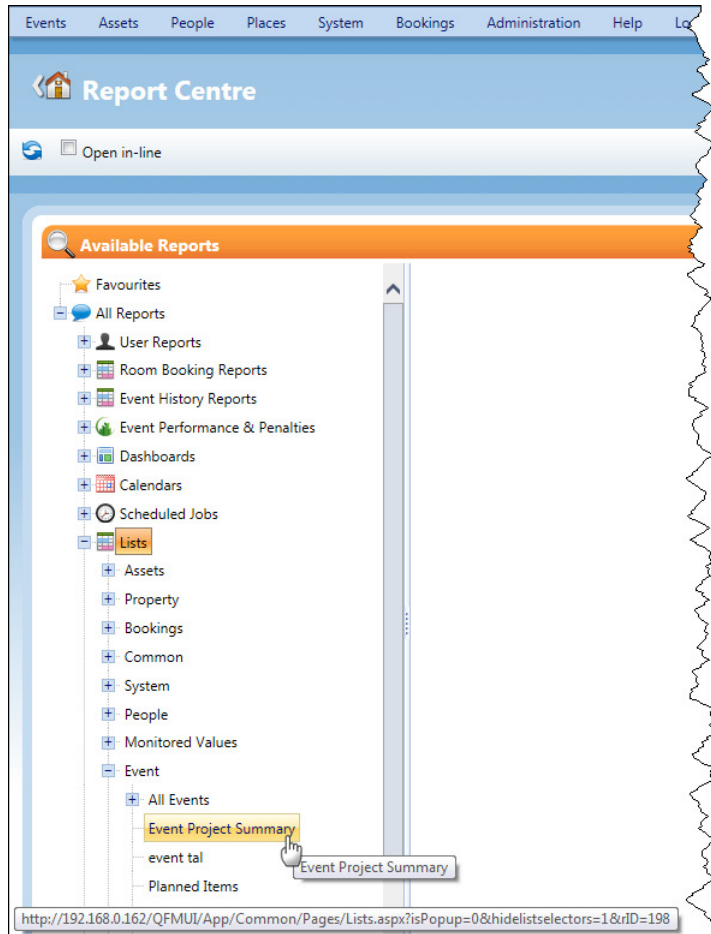 Events Assets People Places System Bookings Administration Help
Report Centre
Open in-line
Available Reports
Favourites
All Reports
User Reports
Room Booking Reports
Event History Reports
Event Performance & Penalties
Dashboards
Calendars
Scheduled Jobs
Lists
Assets
Property
Bookings
Common
System
People
Monitored Values
Event
All Events
Event Project Summary
event tal
Event Project Summary
Planned Items
http://192.168.0.162/QFMUI/App/Common/Pages/Lists.aspx?isPopup=0&hidelistselectors=1&rID=198